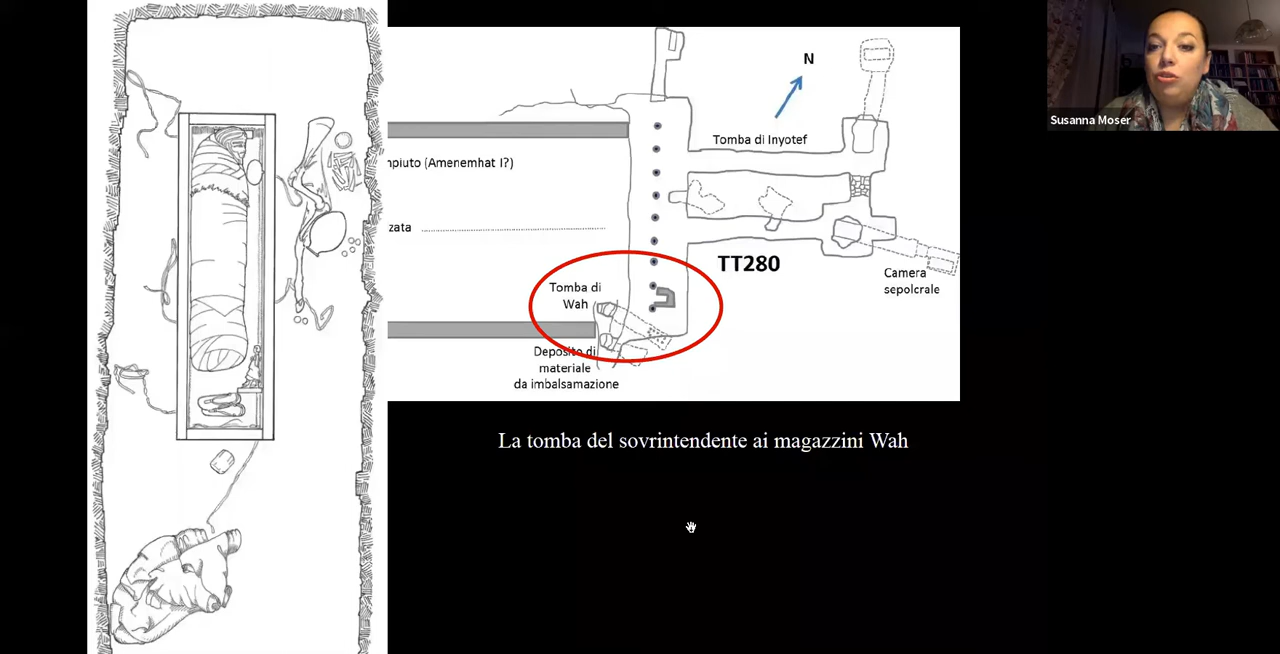 N
Tomba di Inyotef
npiuto (Amenemhat I?)
zata
TT280
Camera
sepolcrale
Tomba di
Wah
Deposito di
materiale
da imbalsamazione
La tomba del sovrintendente ai magazzini Wah
Susanna Moser